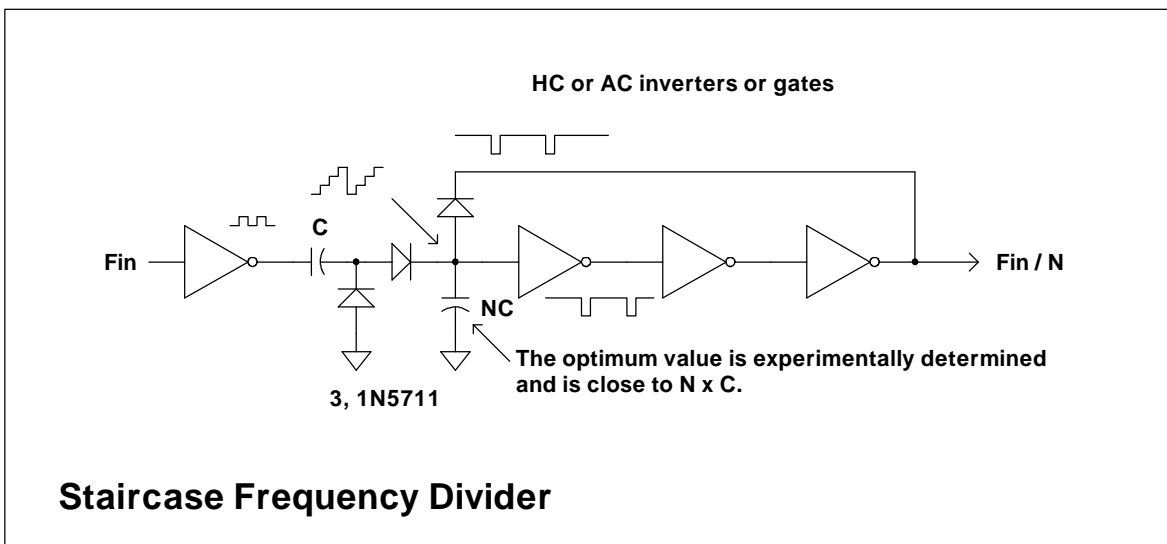 HC or AC inverters or gates
C
Fin
Fin / N
NC
The optimum value is experimentally determined
and is close to N x C.
3, 1N5711
Staircase Frequency Divider